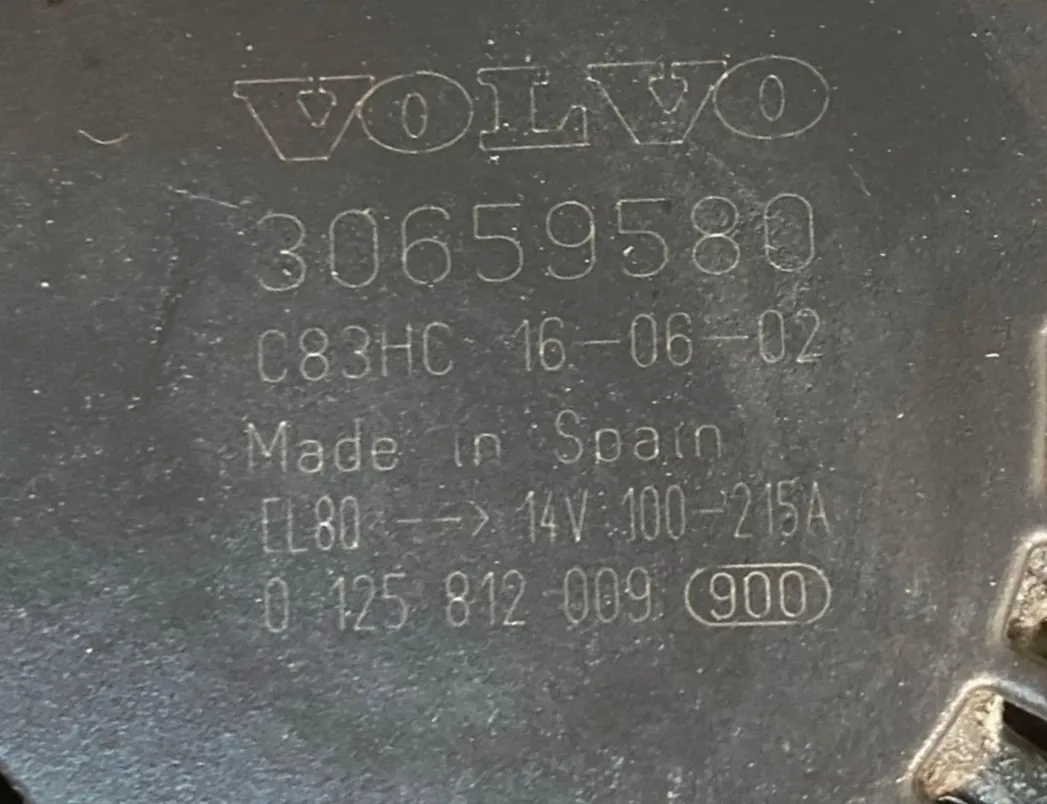 VOLVO
30659580
C83HC 16-06-02
Made in Spain
EL80 --> 14V 100-215A
0 125 812 009 900